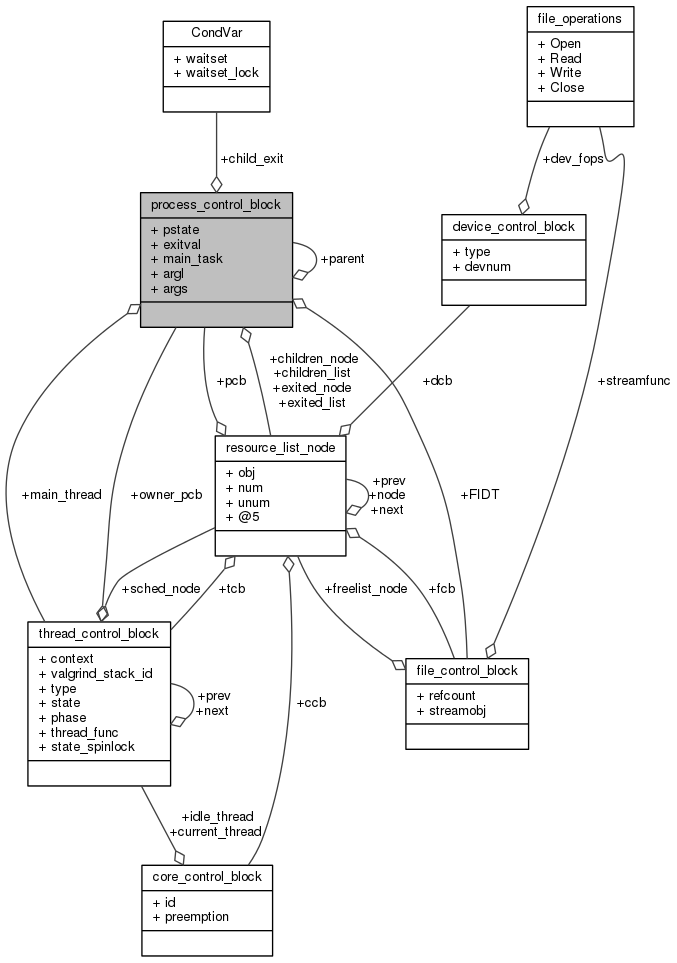 CondVar
+ waitset
+ waitset_lock
file_operations
+ Open
+ Read
+ Write
+ Close
+child_exit
+dev_fops
process_control_block
+ pstate
+ exitval
+ main_task
+ argl
+ args
+parent
device_control_block
+ type
+ devnum
+pcb
+children_node
+children_list
+exited_node
+exited_list
+dcb
+streamfunc
resource_list_node
+ obj
+ num
+ unum
+ @5
+prev
+node
+next
+main_thread
+owner_pcb
+FIDT
+sched_node
+tcb
+freelist_node
+fcb
thread_control_block
+ context
+ valgrind_stack_id
+ type
+ state
+ phase
+ thread_func
+ state_spinlock
+prev
+next
+ccb
file_control_block
+ refcount
+ streamobj
+idle_thread
+current_thread
core_control_block
+ id
+ preemption